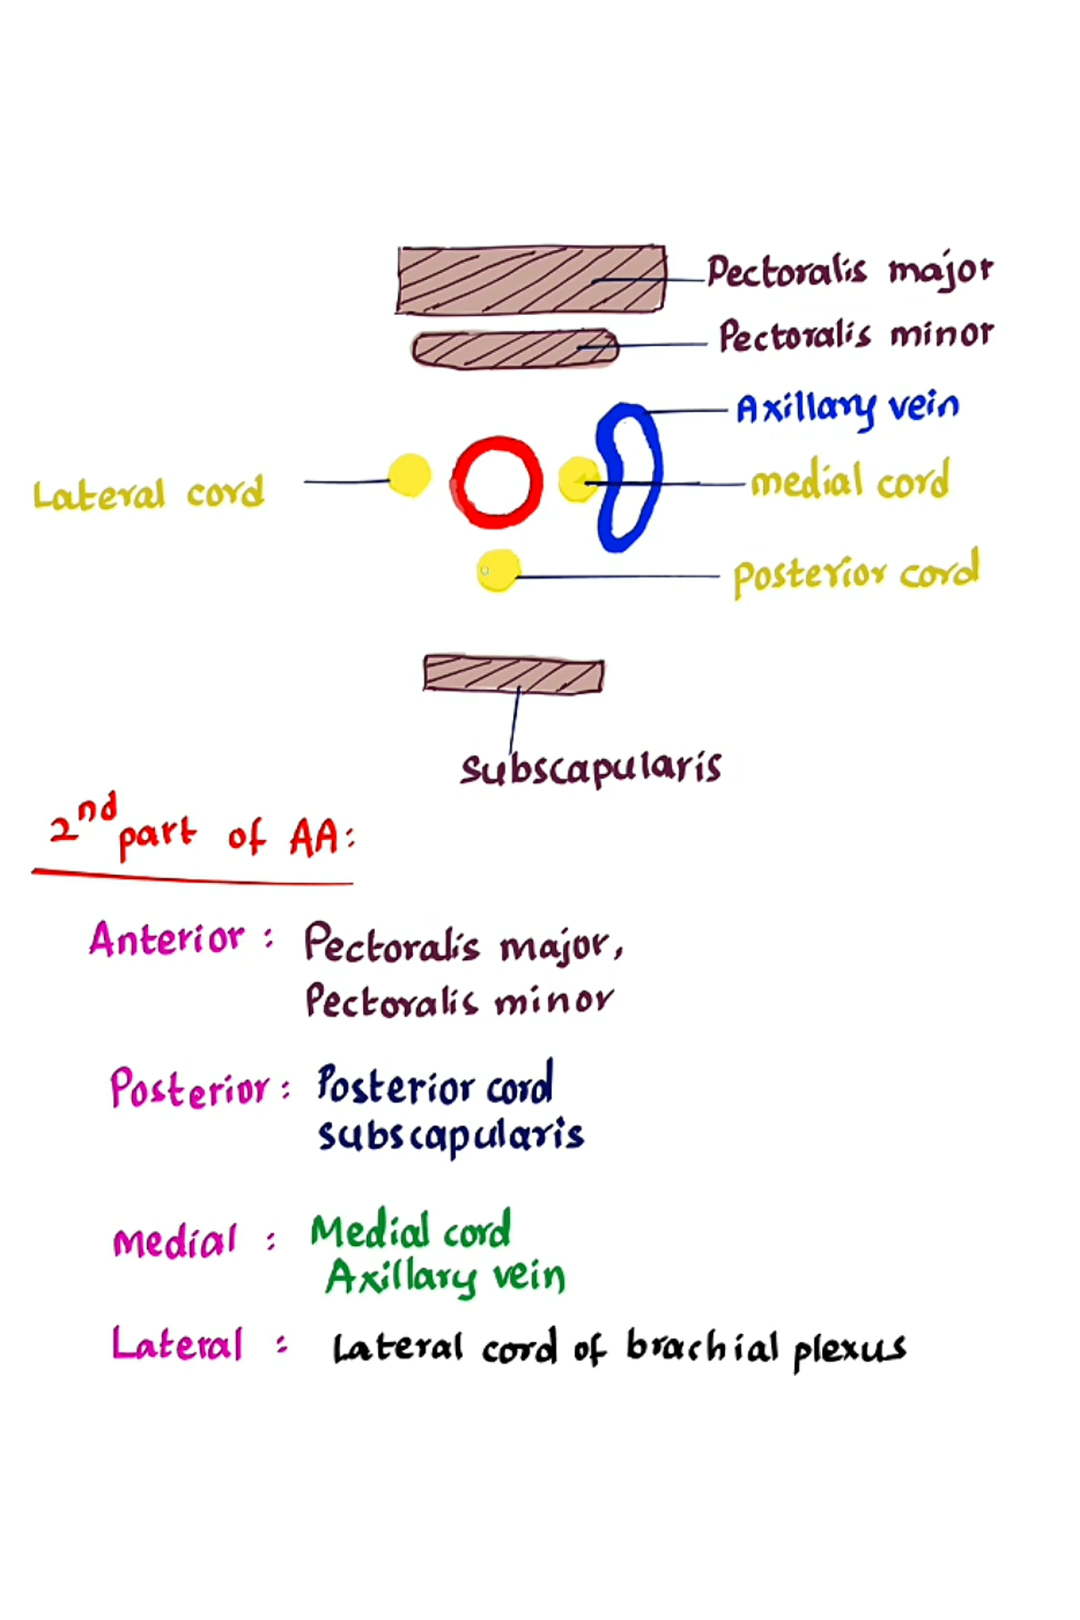 Pectoralis major
Pectoralis minor
Axillary vein
Lateral cord
medial cord
posterior cord
subscapularis
2nd part of AA:
Anterior : Pectoralis major,
Pectoralis minor
Posterior : Posterior cord
subscapularis
Medial : Medial cord
Axillary vein
Lateral : Lateral cord of brachial plexus